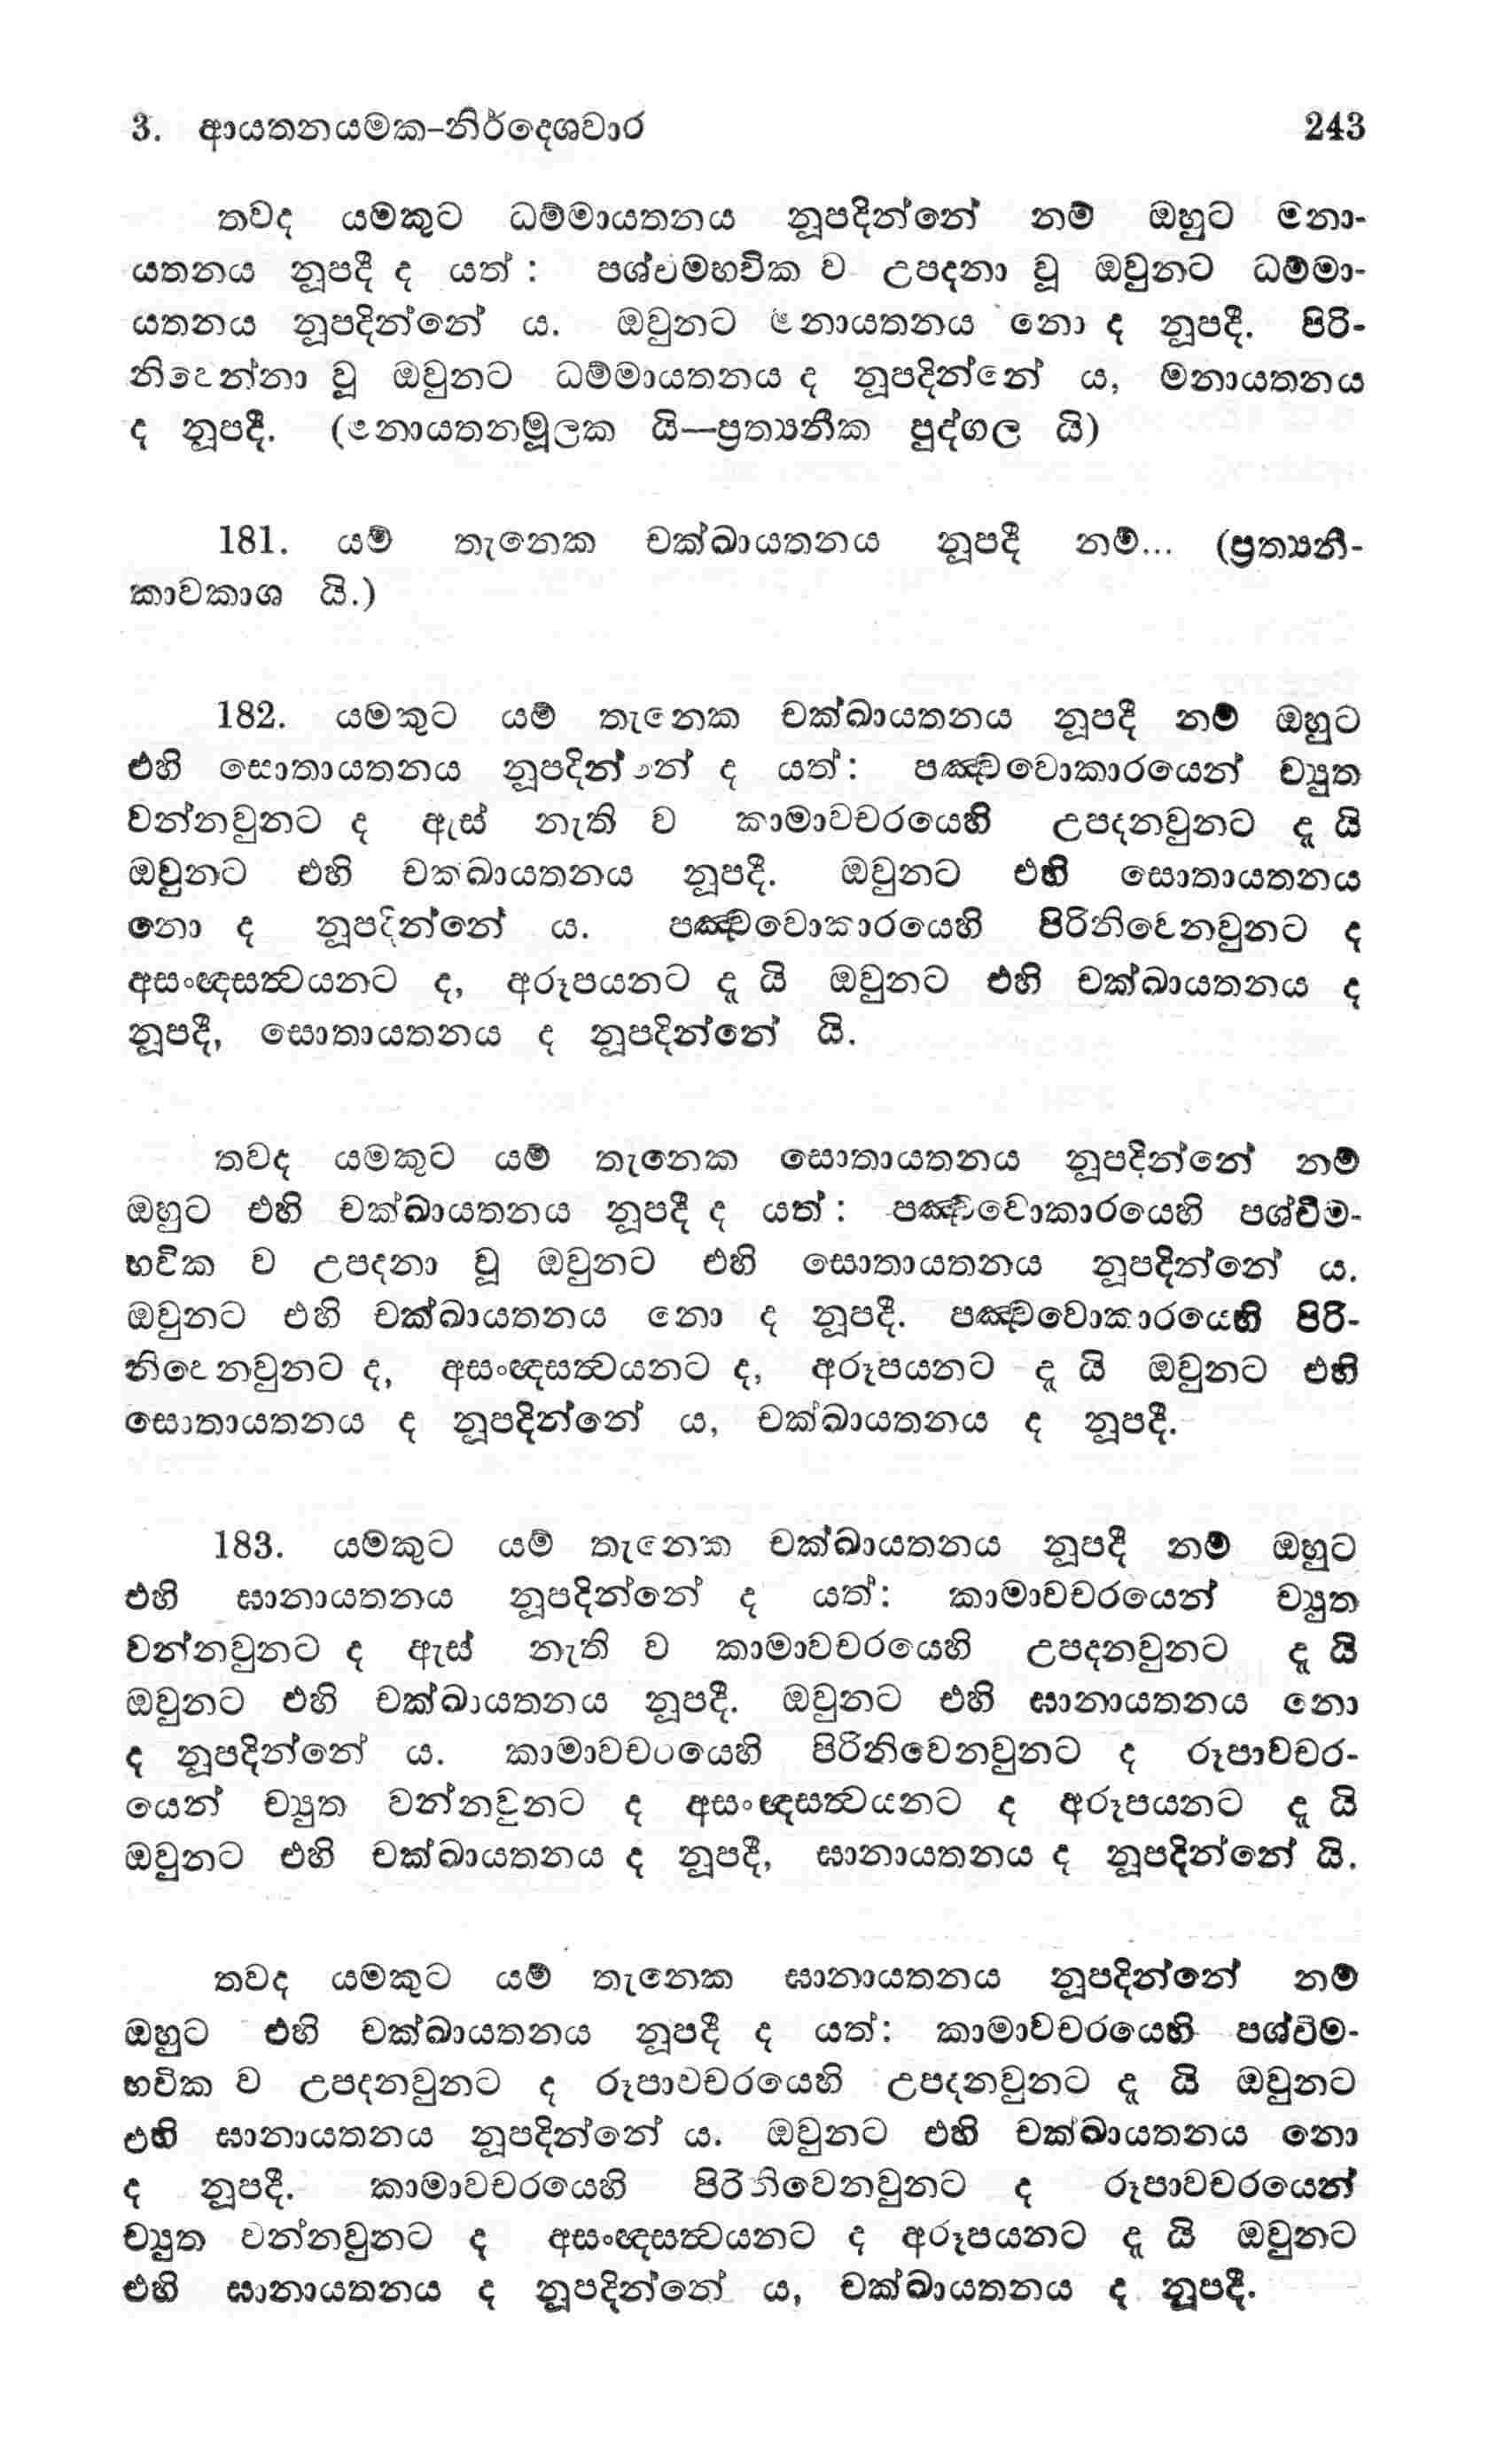 3. ආයතනයමක-නිර්දෙශවාර 243
තවද යමකුට ධම්මායතනය නූපදින්නේ නම් ඔහුට මනා-
යතනය නූපදී ද යත් : පශ්චිමභවික ව උපදනා වූ ඔවුනට ධම්මා-
යතනය නූපදින්නේ ය. ඔවුනට මනායතනය නො ද නූපදී. පිරි-
නිවෙන්නා වූ ඔවුනට ධම්මායතනය ද නූපදින්නේ ය, මනායතනය
ද නූපදී. (මනායතනමූලක යි—ප්‍රත්‍යනීක පුද්ගල යි)
181. යම් තැනෙක චක්ඛායතනය නූපදී නම්... (ප්‍රත්‍යනී-
කාවකාශ යි.)
182. යමකුට යම් තැනෙක චක්ඛායතනය නූපදී නම් ඔහුට
එහි සොතායතනය නූපදින්නේ ද යත්: පඤ්චවොකාරයෙන් ච්‍යුත
වන්නවුනට ද ඇස් නැති ව කාමාවචරයෙහි උපදනවුනට දැ යි
ඔවුනට එහි චක්ඛායතනය නූපදී. ඔවුනට එහි සොතායතනය
නො ද නූපදින්නේ ය. පඤ්චවොකාරයෙහි පිරිනිවෙනවුනට ද
අසංඥසත්‍වයනට ද, අරූපයනට දැ යි ඔවුනට එහි චක්ඛායතනය ද
නූපදී, සොතායතනය ද නූපදින්නේ යි.
තවද යමකුට යම් තැනෙක සොතායතනය නූපදින්නේ නම්
ඔහුට එහි චක්ඛායතනය නූපදී ද යත් : පඤ්චවොකාරයෙහි පශ්චිම-
භවික ව උපදනා වූ ඔවුනට එහි සොතායතනය නූපදින්නේ ය.
ඔවුනට එහි චක්ඛායතනය නො ද නූපදී. පඤ්චවොකාරයෙහි පිරි-
නිවෙනවුනට ද, අසංඥසත්‍වයනට ද, අරූපයනට දැ යි ඔවුනට එහි
සොතායතනය ද නූපදින්නේ ය, චක්ඛායතනය ද නූපදී.
183. යමකුට යම් තැනෙක චක්ඛායතනය නූපදී නම් ඔහුට
එහි ඝානායතනය නූපදින්නේ ද යත්: කාමාවචරයෙන් ච්‍යුත
වන්නවුනට ද ඇස් නැති ව කාමාවචරයෙහි උපදනවුනට දැ යි
ඔවුනට එහි චක්ඛායතනය නූපදී. ඔවුනට එහි ඝානායතනය නො
ද නූපදින්නේ ය. කාමාවචරයෙහි පිරිනිවෙනවුනට ද රූපාවචර-
යෙන් ච්‍යුත වන්නවුනට ද අසංඥසත්‍වයනට ද අරූපයනට දැ යි
ඔවුනට එහි චක්ඛායතනය ද නූපදී, ඝානායතනය ද නූපදින්නේ යි.
තවද යමකුට යම් තැනෙක ඝානායතනය නූපදින්නේ නම්
ඔහුට එහි චක්ඛායතනය නූපදී ද යත්: කාමාවචරයෙහි පශ්චිම-
භවික ව උපදනවුනට ද රූපාවචරයෙහි උපදනවුනට දැ යි ඔවුනට
එහි ඝානායතනය නූපදින්නේ ය. ඔවුනට එහි චක්ඛායතනය නො
ද නූපදී. කාමාවචරයෙහි පිරිනිවෙනවුනට ද රූපාවචරයෙන්
ච්‍යුත වන්නවුනට ද අසංඥසත්‍වයනට ද අරූපයනට දැ යි ඔවුනට
එහි ඝානායතනය ද නූපදින්නේ ය, චක්ඛායතනය ද නූපදී.